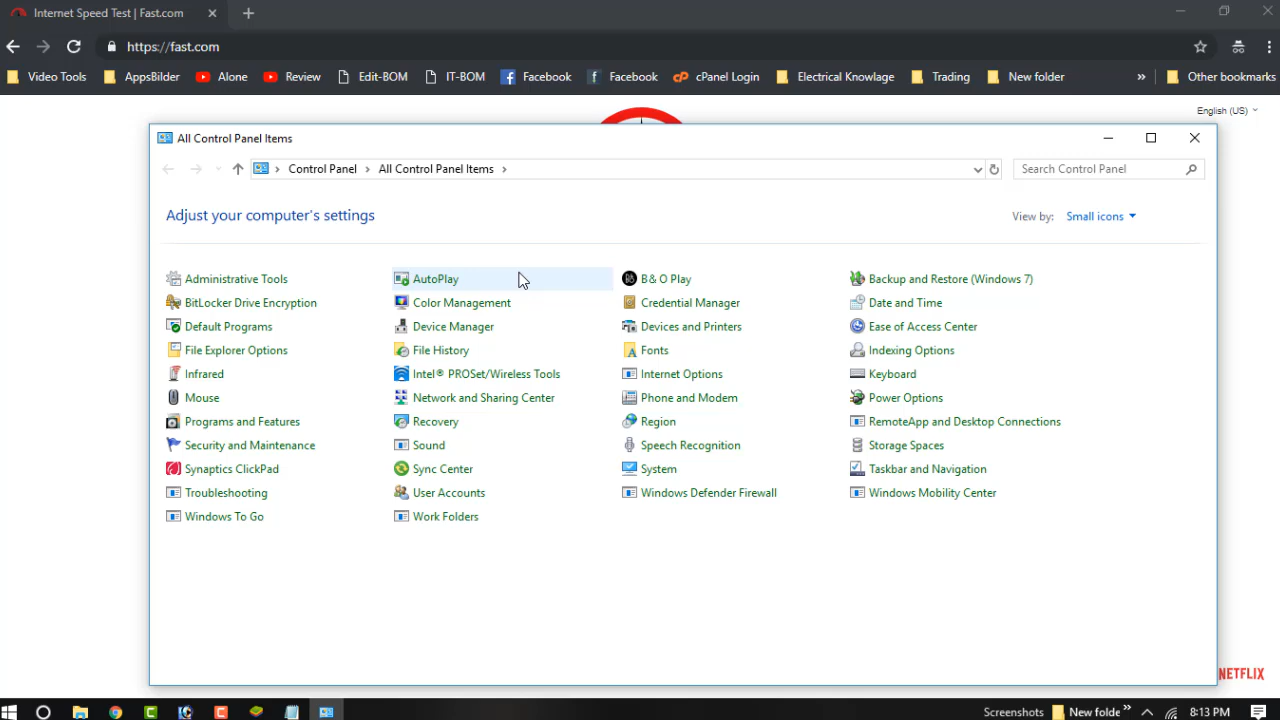 Internet Speed Test | Fast.com
https://fast.com
Video Tools AppsBilder Alone Review Edit-BOM IT-BOM Facebook Facebook cPanel Login Electrical Knowlage Trading New folder » Other bookmarks
English (US)
All Control Panel Items
Control Panel All Control Panel Items Search Control Panel
Adjust your computer's settings View by: Small icons
Administrative Tools AutoPlay B & O Play Backup and Restore (Windows 7)
BitLocker Drive Encryption Color Management Credential Manager Date and Time
Default Programs Device Manager Devices and Printers Ease of Access Center
File Explorer Options File History Fonts Indexing Options
Infrared Intel® PROSet/Wireless Tools Internet Options Keyboard
Mouse Network and Sharing Center Phone and Modem Power Options
Programs and Features Recovery Region RemoteApp and Desktop Connections
Security and Maintenance Sound Speech Recognition Storage Spaces
Synaptics ClickPad Sync Center System Taskbar and Navigation
Troubleshooting User Accounts Windows Defender Firewall Windows Mobility Center
Windows To Go Work Folders
NETFLIX
Screenshots New folde » 8:13 PM